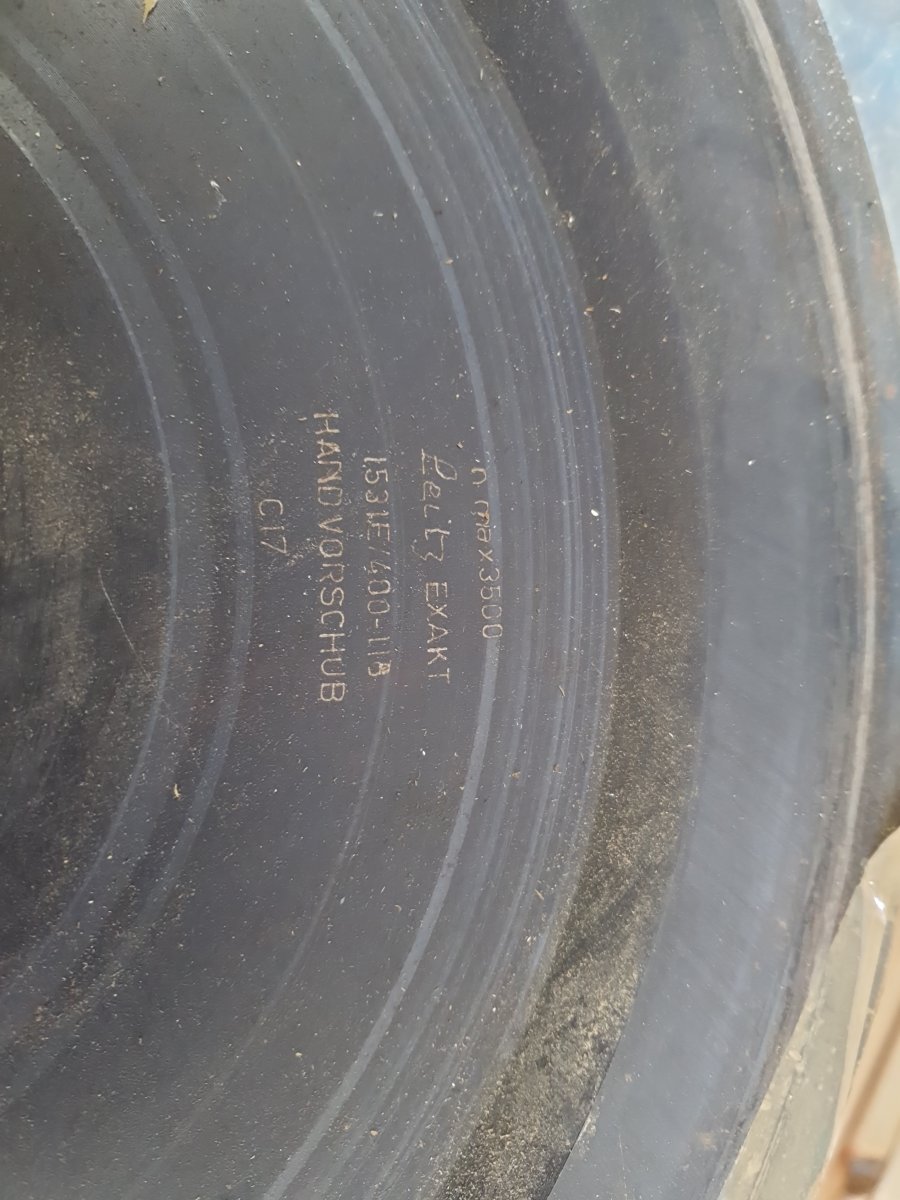 n max3500
Leitz EXAKT
1531E/400-118
HANDVORSCHUB
C17